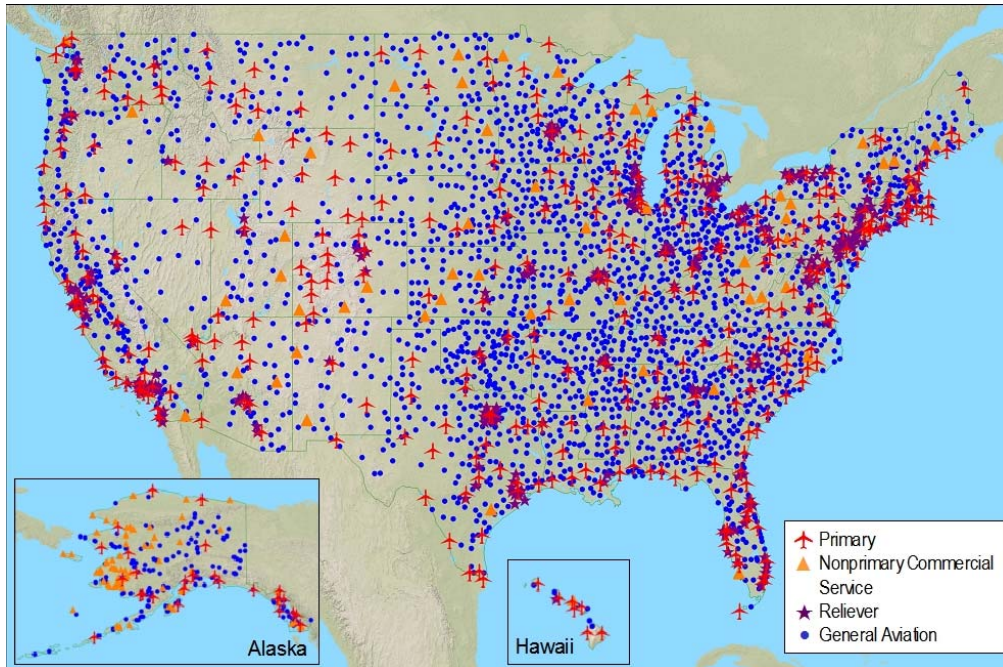 Primary
Nonprimary Commercial
Service
Reliever
General Aviation
Alaska
Hawaii